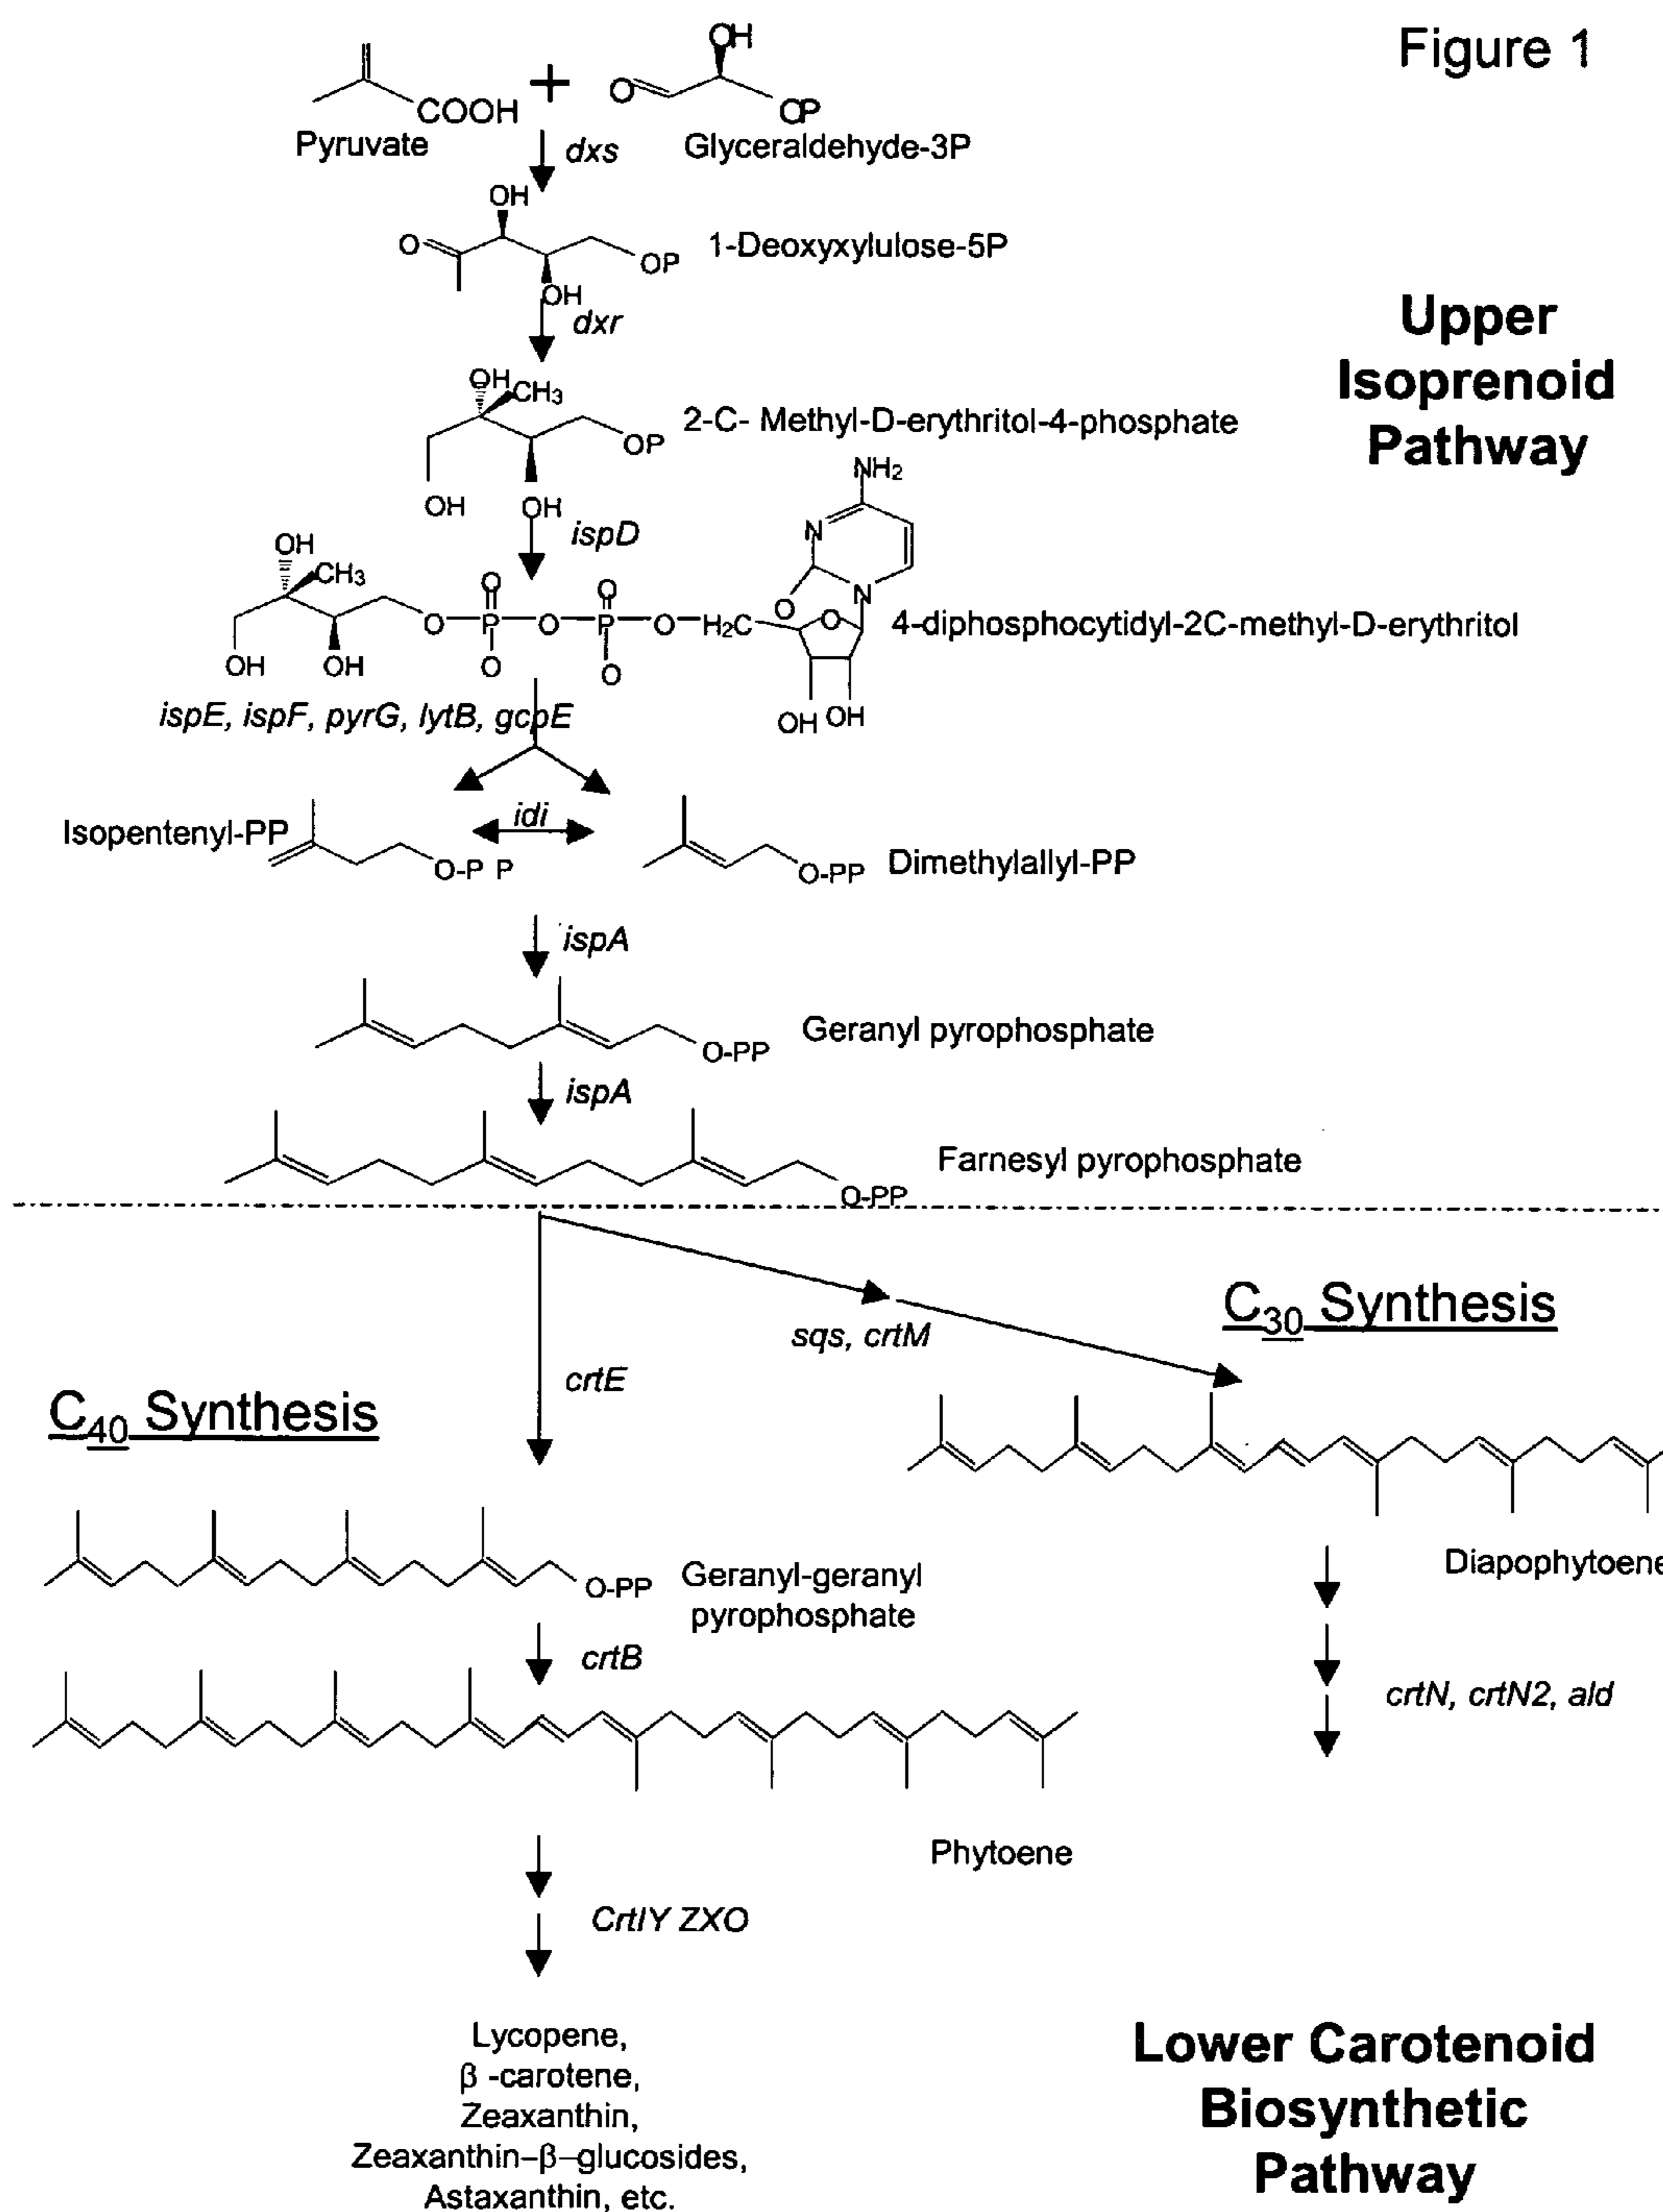 Figure 1
OH
O
COOH
+
OP
Pyruvate
Glyceraldehyde-3P
dxs
OH
O
1-Deoxyxylulose-5P
OP
OH
dxr
OH
CH3
2-C- Methyl-D-erythritol-4-phosphate
OP
OH
OH
Upper
Isoprenoid
Pathway
NH2
ispD
N
OH
CH3
O
O
N
O
O P O P O H2C
O
4-diphosphocytidyl-2C-methyl-D-erythritol
OH
OH
O
O
OH OH
ispE, ispF, pyrG, lytB, gcpE
idi
Isopentenyl-PP
O-P P
O-PP
Dimethylallyl-PP
ispA
Geranyl pyrophosphate
O-PP
ispA
Farnesyl pyrophosphate
O-PP
C30 Synthesis
sqs, crtM
crtE
C40 Synthesis
Diapophytoene
O-PP
Geranyl-geranyl
pyrophosphate
crtB
crtN, crtN2, ald
Phytoene
CrtIY ZXO
Lycopene,
β -carotene,
Zeaxanthin,
Zeaxanthin–β–glucosides,
Astaxanthin, etc.
Lower Carotenoid
Biosynthetic
Pathway